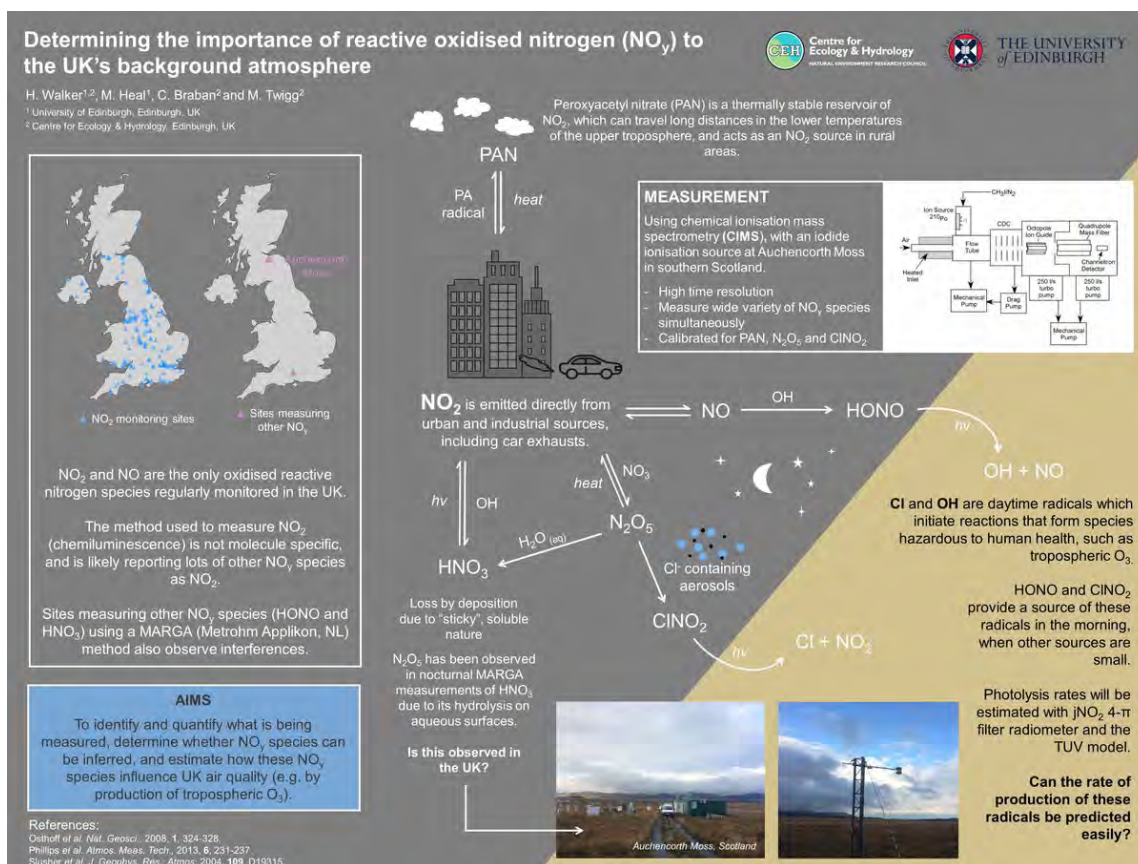 Determining the importance of reactive oxidised nitrogen (NOy) to
the UK's background atmosphere
CEH
Centre for
Ecology & Hydrology
NATURAL ENVIRONMENT RESEARCH COUNCIL
THE UNIVERSITY
of EDINBURGH
H. Walker1,2, M. Heal1, C. Braban2 and M. Twigg2
1 University of Edinburgh, Edinburgh, UK
2 Centre for Ecology & Hydrology, Edinburgh, UK
Auchencorth
Moss
NO2 monitoring sites
Sites measuring
other NOy
NO2 and NO are the only oxidised reactive
nitrogen species regularly monitored in the UK.
The method used to measure NO2
(chemiluminescence) is not molecule specific,
and is likely reporting lots of other NOy species
as NO2.
Sites measuring other NOy species (HONO and
HNO3) using a MARGA (Metrohm Applikon, NL)
method also observe interferences.
AIMS
To identify and quantify what is being
measured, determine whether NOy species can
be inferred, and estimate how these NOy
species influence UK air quality (e.g. by
production of tropospheric O3).
References:
Osthoff et al. Nat. Geosci., 2008, 1, 324-328.
Phillips et al. Atmos. Meas. Tech., 2013, 6, 231-237
Slusher et al. J. Geophys. Res.: Atmos. 2004, 109, D19315.
Peroxyacetyl nitrate (PAN) is a thermally stable reservoir of
NO2, which can travel long distances in the lower temperatures
of the upper troposphere, and acts as an NO2 source in rural
areas.
PAN
PA
radical
heat
MEASUREMENT
Using chemical ionisation mass
spectrometry (CIMS), with an iodide
ionisation source at Auchencorth Moss
in southern Scotland.
- High time resolution
- Measure wide variety of NOy species
simultaneously
- Calibrated for PAN, N2O5 and ClNO2
CH3I/N2
Ion Source
210Po
CDC
Octopole
Ion Guide
Quadrupole
Mass Filter
Air
Flow
Tube
Channeltron
Detector
Heated
Inlet
Mechanical
Pump
Drag
Pump
250 l/s
turbo
pump
250 l/s
turbo
pump
Mechanical
Pump
NO2 is emitted directly from
urban and industrial sources,
including car exhausts.
NO
OH
HONO
hv
OH + NO
hv
OH
NO3
heat
N2O5
H2O (aq)
HNO3
Cl- containing
aerosols
ClNO2
hv
Cl + NO2
Loss by deposition
due to "sticky", soluble
nature
N2O5 has been observed
in nocturnal MARGA
measurements of HNO3
due to its hydrolysis on
aqueous surfaces.
Is this observed in
the UK?
Auchencorth Moss, Scotland
Cl and OH are daytime radicals which
initiate reactions that form species
hazardous to human health, such as
tropospheric O3.
HONO and ClNO2
provide a source of these
radicals in the morning,
when other sources are
small.
Photolysis rates will be
estimated with jNO2 4-π
filter radiometer and the
TUV model.
Can the rate of
production of these
radicals be predicted
easily?